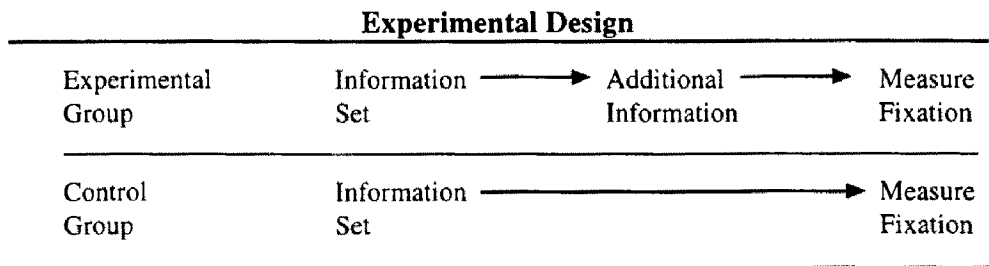 Experimental Design
Experimental Information Additional Measure
Group Set Information Fixation
Control Information Measure
Group Set Fixation